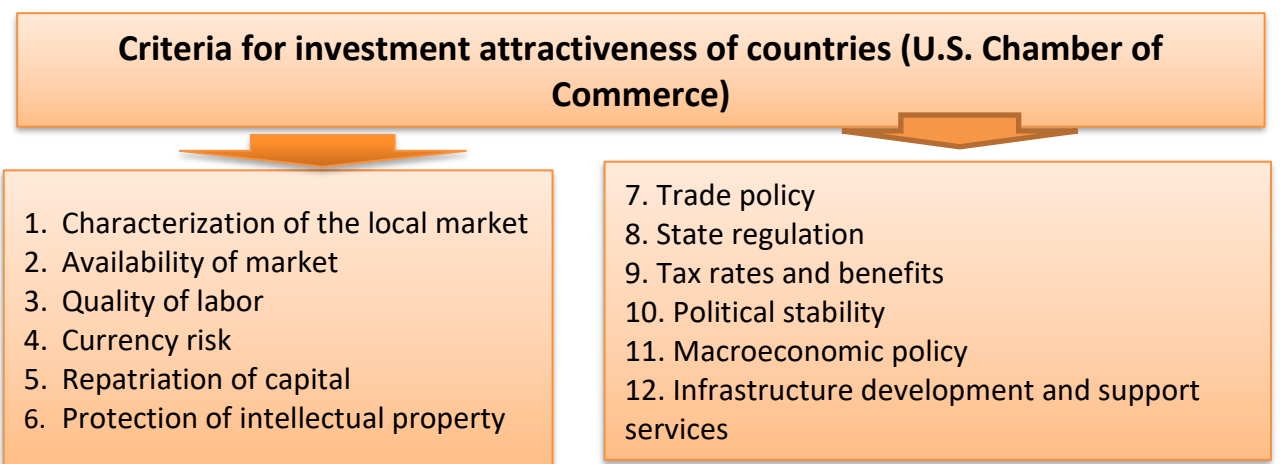 Criteria for investment attractiveness of countries (U.S. Chamber of
Commerce)
1. Characterization of the local market
2. Availability of market
3. Quality of labor
4. Currency risk
5. Repatriation of capital
6. Protection of intellectual property
7. Trade policy
8. State regulation
9. Tax rates and benefits
10. Political stability
11. Macroeconomic policy
12. Infrastructure development and support
services